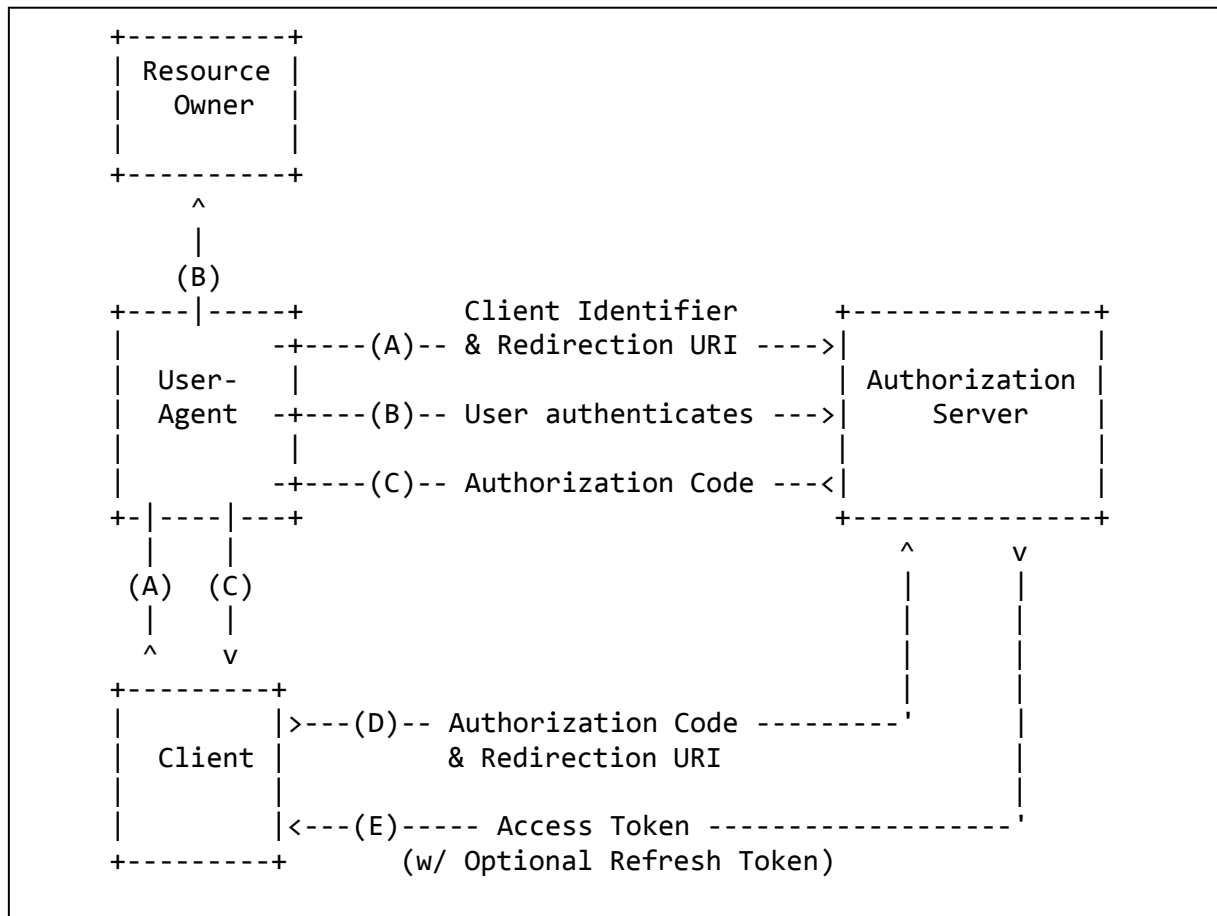 +----------+
| Resource |
|   Owner  |
|          |
+----------+
     ^
     |
    (B)
+----|-----+          Client Identifier      +---------------+
|         -+----(A)-- & Redirection URI ---->|               |
|  User-   |                                 | Authorization |
|  Agent  -+----(B)-- User authenticates --->|     Server    |
|          |                                 |               |
|         -+----(C)-- Authorization Code ---<|               |
+-|----|---+                                 +---------------+
  |    |                                         ^      v
 (A)  (C)                                        |      |
  |    |                                         |      |
  ^    v                                         |      |
+---------+                                      |      |
|         |>---(D)-- Authorization Code ---------'      |
|  Client |          & Redirection URI                  |
|         |                                             |
|         |<---(E)----- Access Token -------------------'
+---------+       (w/ Optional Refresh Token)